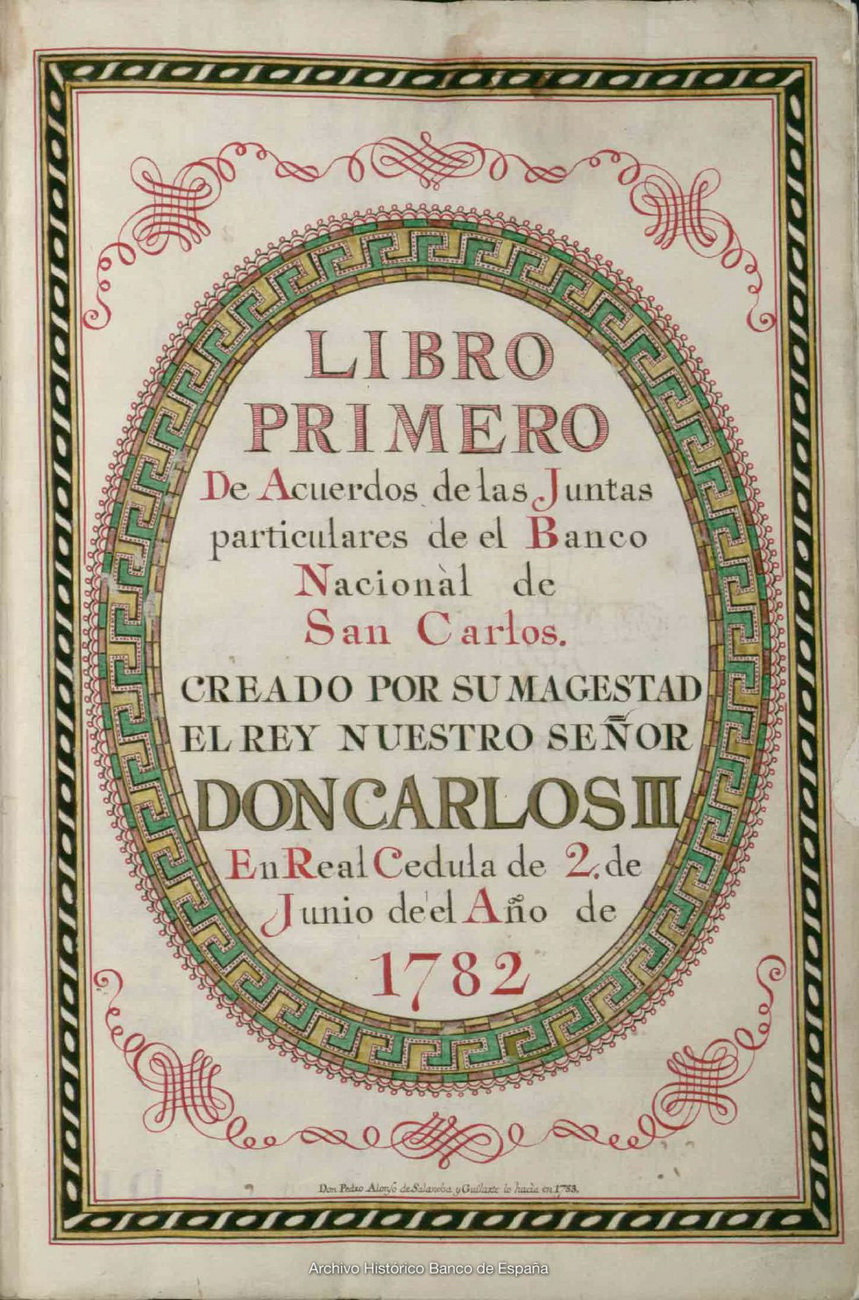 LIBRO
PRIMERO
De Acuerdos de las Juntas
particulares de el Banco
Nacionàl de
San Carlos.
CREADO POR SU MAGESTAD
EL REY NUESTRO SEÑOR
DON CARLOS III
En Real Cedula de 2. de
Junio de el Año de
1782
Don Pedro Alonso de Salanoba y Guilarte lo hacia en 1783.
Archivo Histórico Banco de España